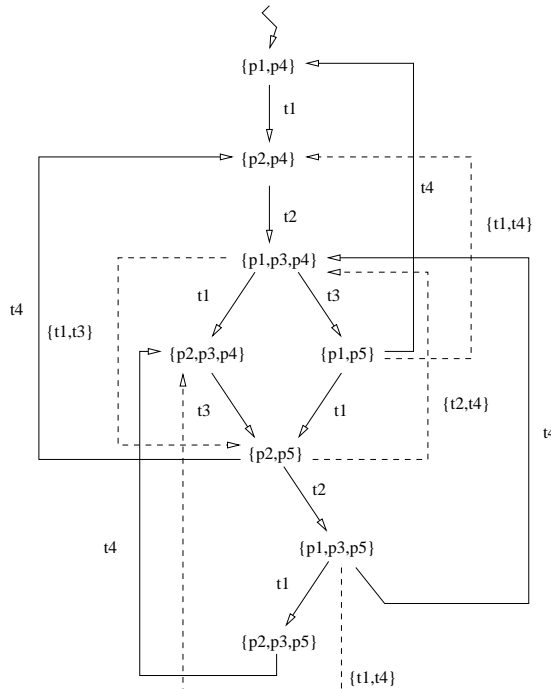 {p1,p4}
t1
{p2,p4}
t4
{t1,t4}
t2
{p1,p3,p4}
t4
{t1,t3}
t1
t3
{p2,p3,p4}
{p1,p5}
{t2,t4}
t3
t1
t4
{p2,p5}
t2
t4
{p1,p3,p5}
t1
{p2,p3,p5}
{t1,t4}